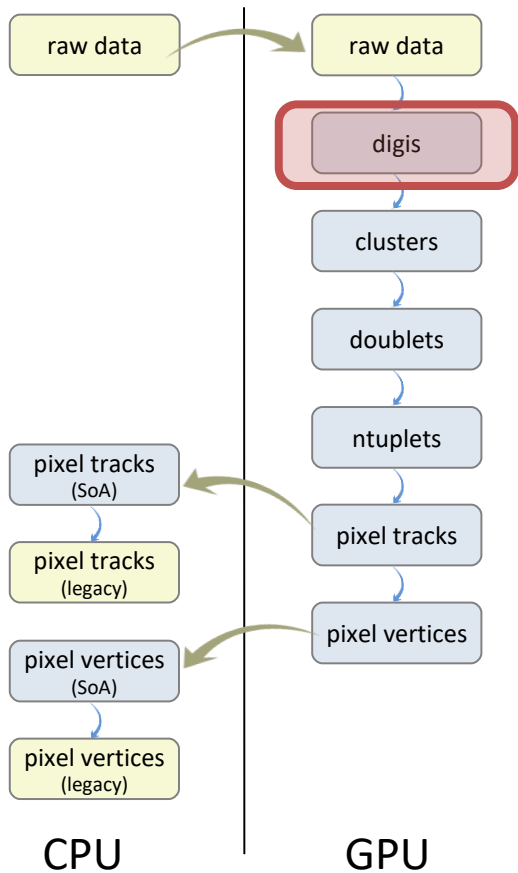 raw data
raw data
digis
clusters
doublets
ntuplets
pixel tracks
(SoA)
pixel tracks
pixel tracks
(legacy)
pixel vertices
pixel vertices
(SoA)
pixel vertices
(legacy)
CPU
GPU